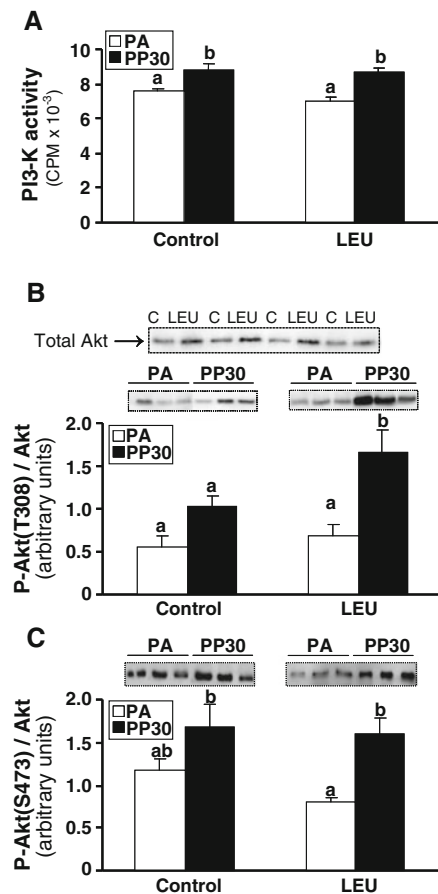 A
PA
PP30
10
8
6
4
2
0
PI3-K activity
(CPM x 10⁻³)
a
b
a
b
Control
LEU
B
C LEU C LEU C LEU C LEU
Total Akt
PA PP30
PA PP30
PA
PP30
2.0
1.5
1.0
0.5
0
P-Akt(T308) / Akt
(arbitrary units)
a
a
a
b
Control
LEU
C
PA PP30
PA PP30
PA
PP30
2.0
1.5
1.0
0.5
0
P-Akt(S473) / Akt
(arbitrary units)
ab
b
a
b
Control
LEU